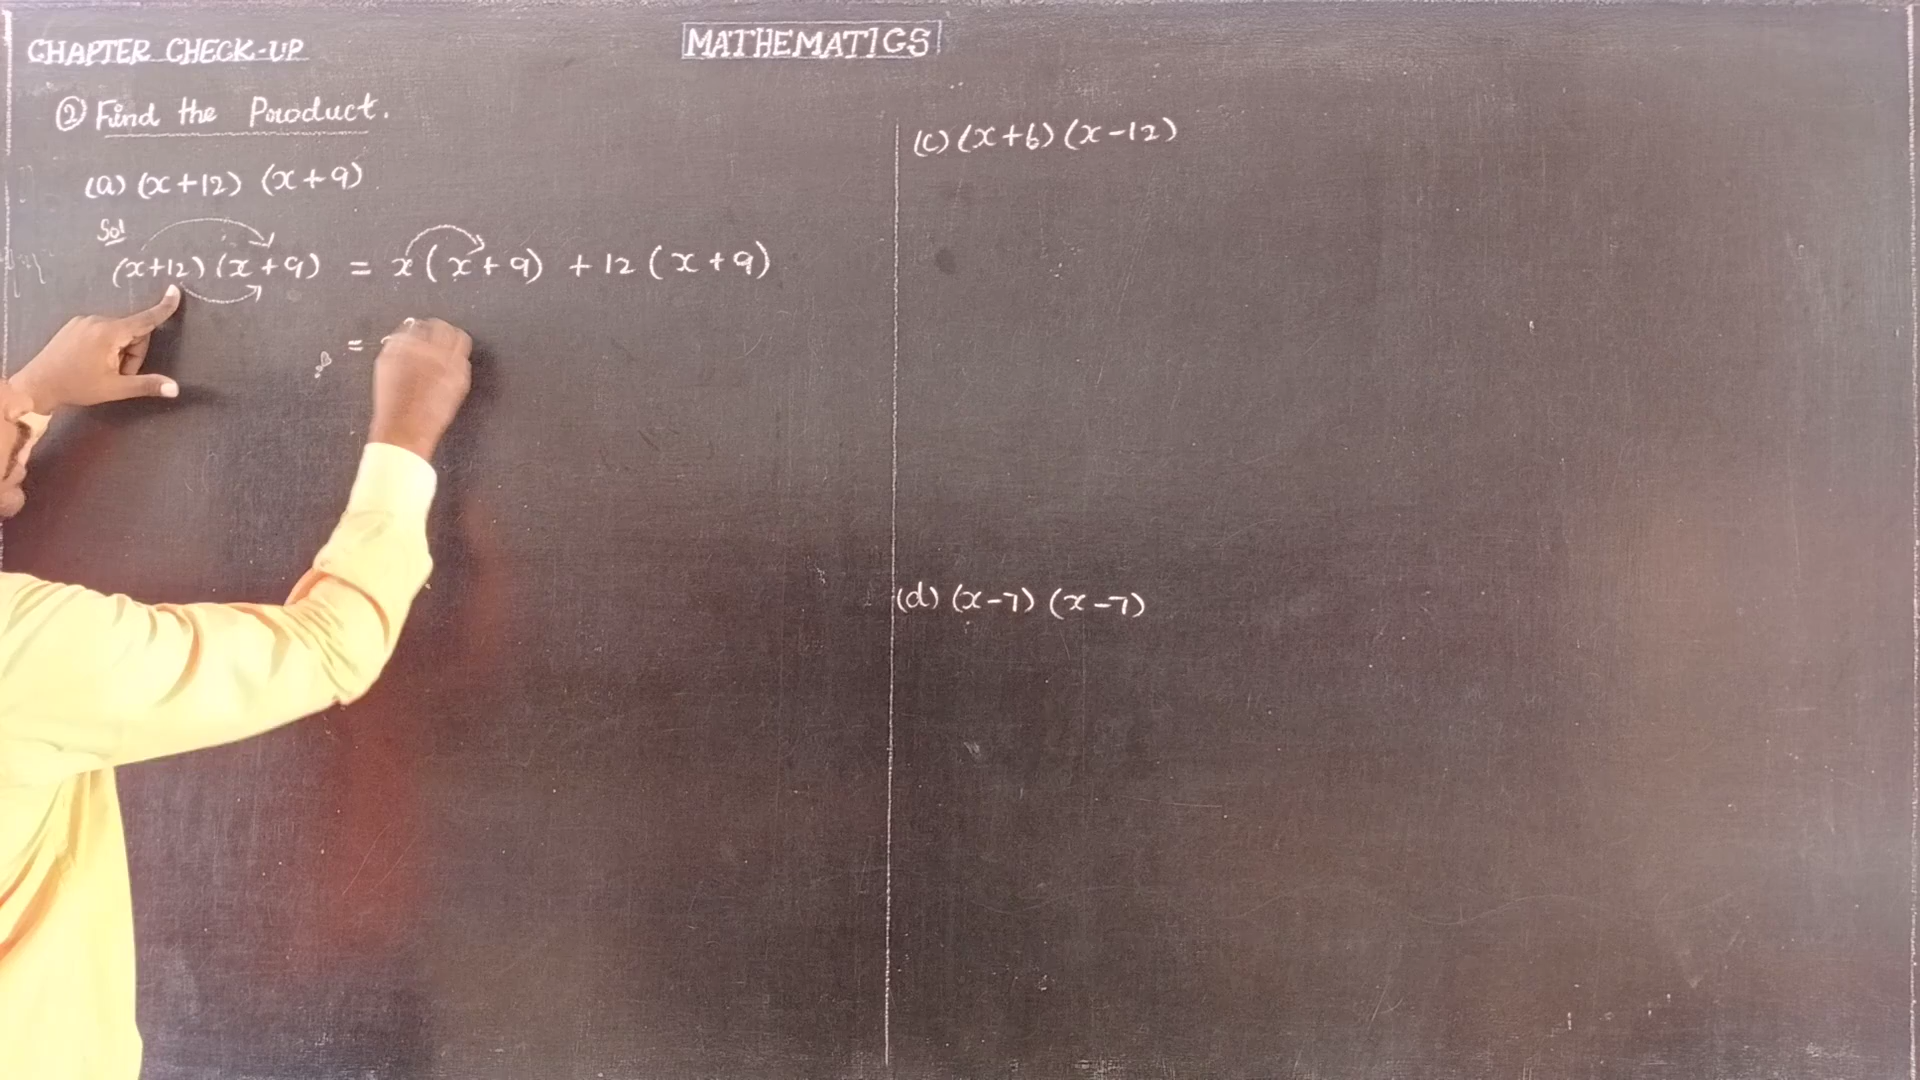 MATHEMATICS
CHAPTER CHECK-UP
② Find the Product.
(a) (x+12) (x+9)
Sol
(x+12) (x+9) = x(x+9) + 12(x+9)
=
(c) (x+6) (x-12)
(d) (x-7) (x-7)